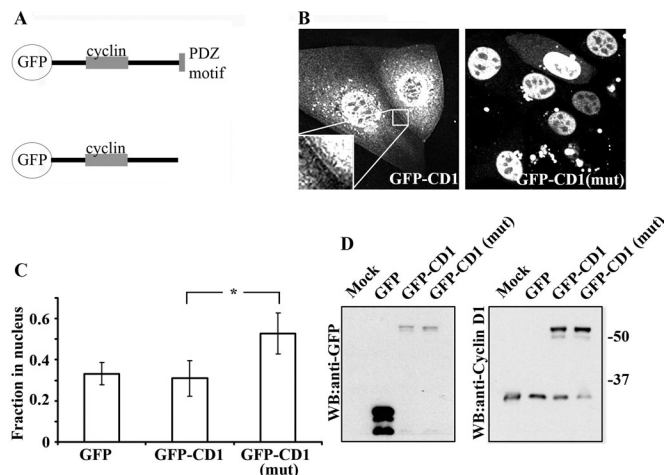 A
GFP
cyclin
PDZ
motif
GFP
cyclin
B
GFP-CD1
GFP-CD1(mut)
C
Fraction in nucleus
0.6
0.4
0.2
0
*
GFP
GFP-CD1
GFP-CD1
(mut)
D
Mock
GFP
GFP-CD1
GFP-CD1 (mut)
WB:anti-GFP
Mock
GFP
GFP-CD1
GFP-CD1 (mut)
WB:anti-Cyclin D1
-50
-37